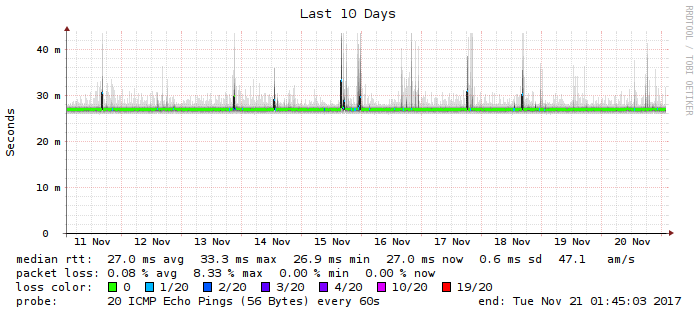 Last 10 Days
RRDTOOL / TOBI OETIKER
Seconds
40 m
30 m
20 m
10 m
0
11 Nov 12 Nov 13 Nov 14 Nov 15 Nov 16 Nov 17 Nov 18 Nov 19 Nov 20 Nov
median rtt: 27.0 ms avg 33.3 ms max 26.9 ms min 27.0 ms now 0.6 ms sd 47.1 am/s
packet loss: 0.08 % avg 8.33 % max 0.00 % min 0.00 % now
loss color: 0 1/20 2/20 3/20 4/20 10/20 19/20
probe: 20 ICMP Echo Pings (56 Bytes) every 60s end: Tue Nov 21 01:45:03 2017